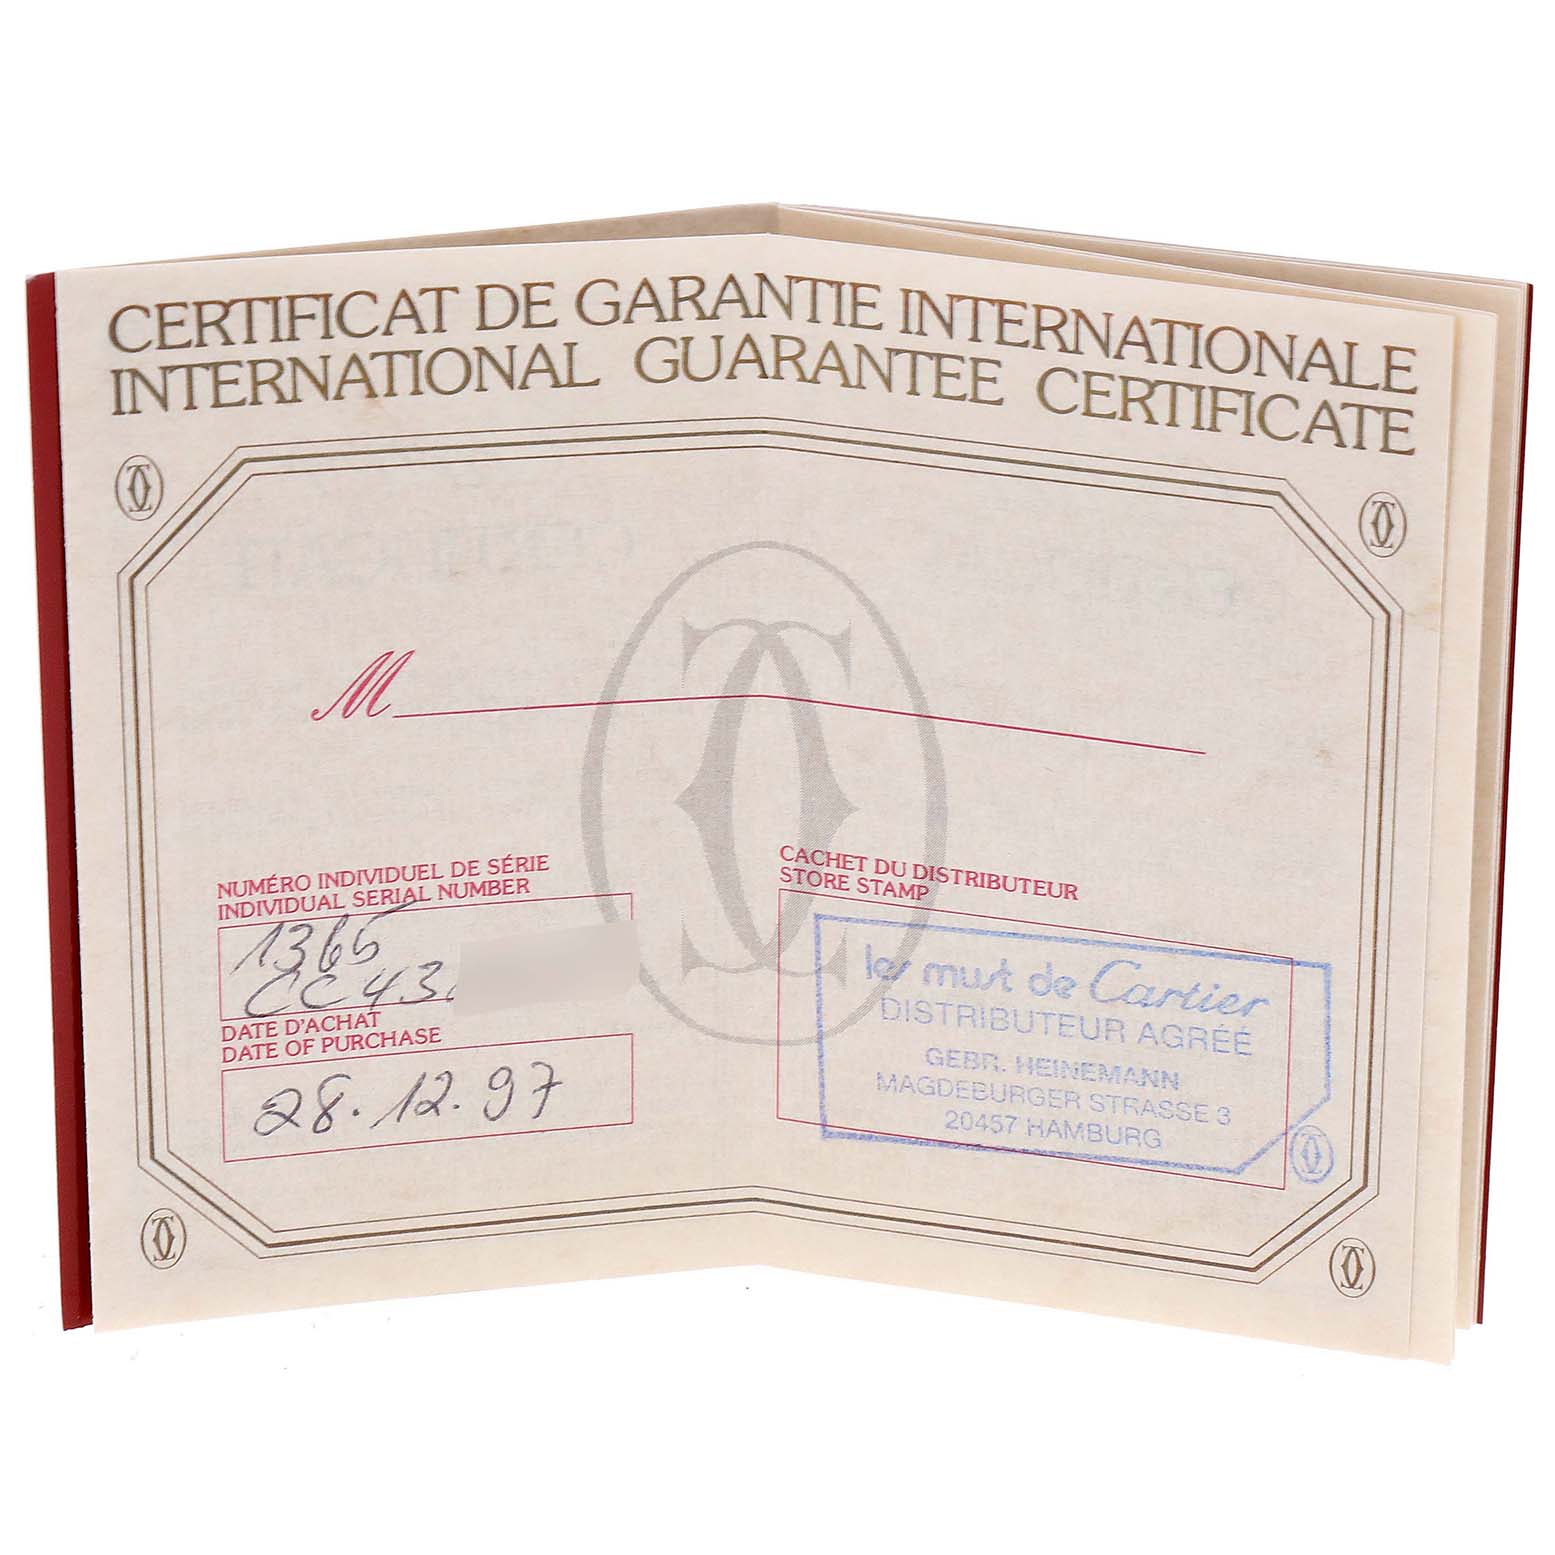 CERTIFICAT DE GARANTIE INTERNATIONALE
INTERNATIONAL GUARANTEE CERTIFICATE
M
NUMÉRO INDIVIDUEL DE SÉRIE
INDIVIDUAL SERIAL NUMBER
1365
CC43
DATE D'ACHAT
DATE OF PURCHASE
28.12.97
CACHET DU DISTRIBUTEUR
STORE STAMP
les must de Cartier
DISTRIBUTEUR AGRÉÉ
GEBR. HEINEMANN
MAGDEBURGER STRASSE 3
20457 HAMBURG